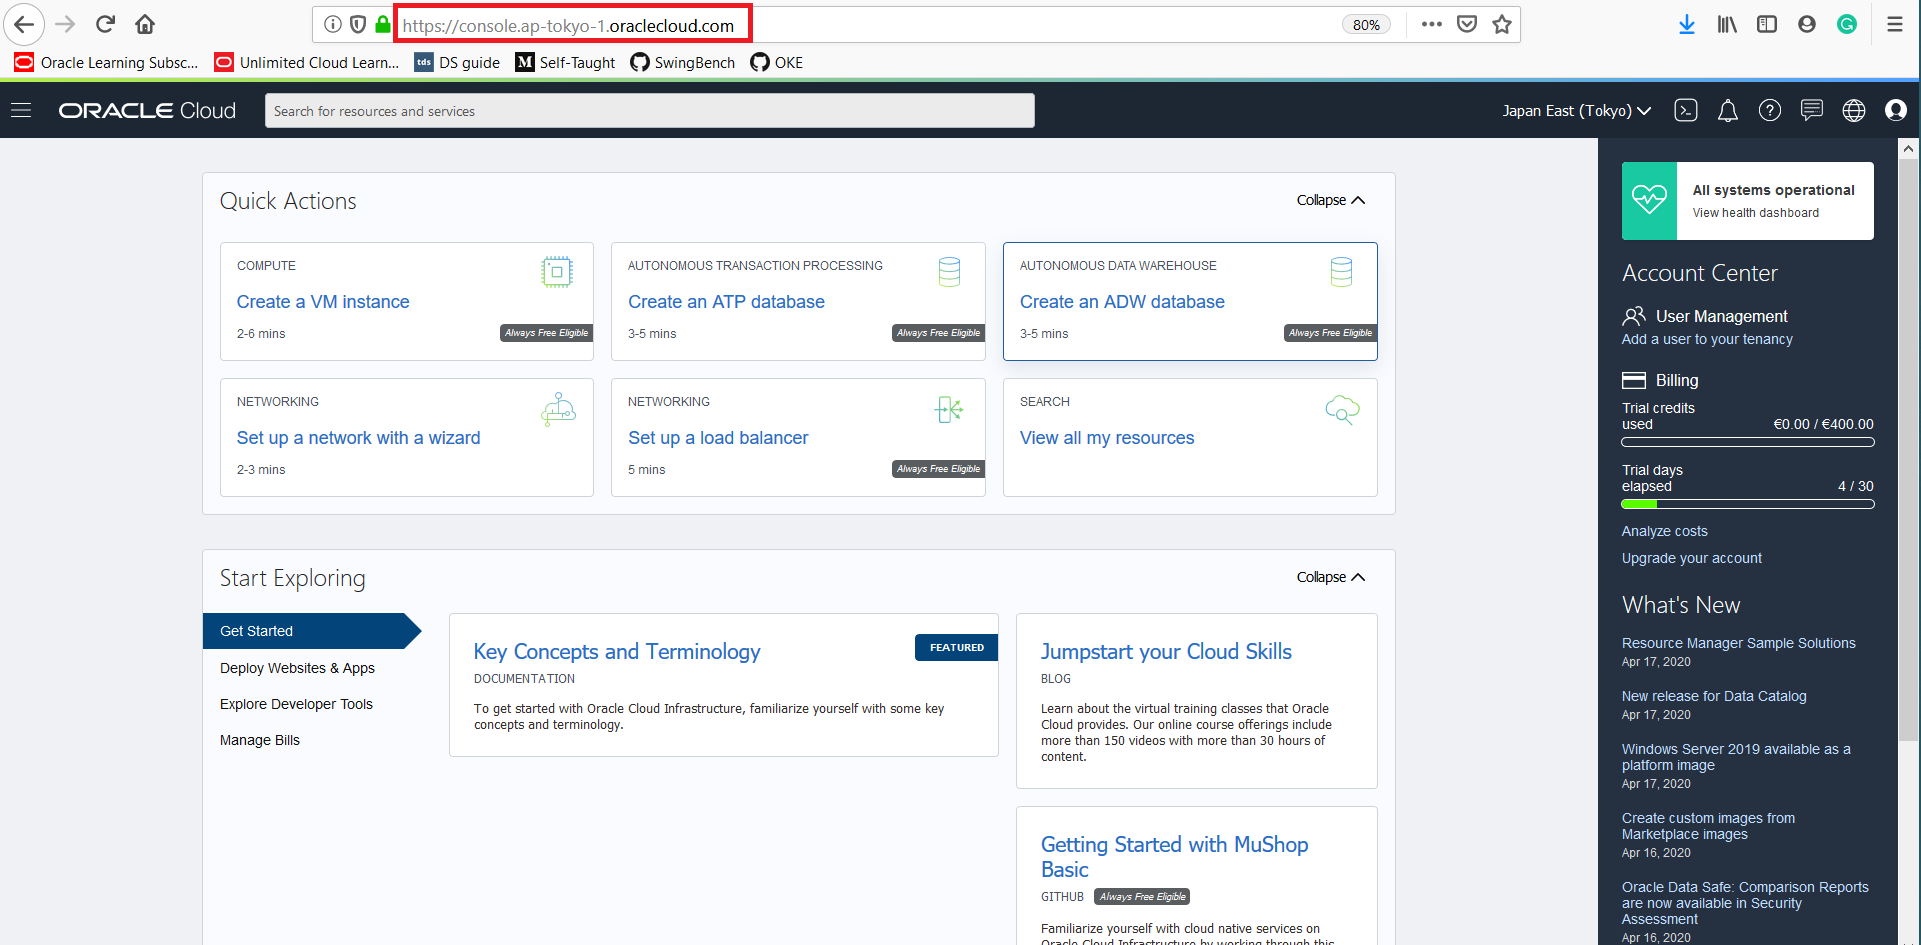 https://console.ap-tokyo-1.oraclecloud.com
80%
Oracle Learning Subsc...
Unlimited Cloud Learn...
tds
DS guide
M
Self-Taught
SwingBench
OKE
ORACLE Cloud
Search for resources and services
Japan East (Tokyo)
Quick Actions
Collapse
COMPUTE
Create a VM instance
2-6 mins
Always Free Eligible
AUTONOMOUS TRANSACTION PROCESSING
Create an ATP database
3-5 mins
Always Free Eligible
AUTONOMOUS DATA WAREHOUSE
Create an ADW database
3-5 mins
Always Free Eligible
NETWORKING
Set up a network with a wizard
2-3 mins
NETWORKING
Set up a load balancer
5 mins
Always Free Eligible
SEARCH
View all my resources
Start Exploring
Collapse
Get Started
Deploy Websites & Apps
Explore Developer Tools
Manage Bills
Key Concepts and Terminology
FEATURED
DOCUMENTATION
To get started with Oracle Cloud Infrastructure, familiarize yourself with some key
concepts and terminology.
Jumpstart your Cloud Skills
BLOG
Learn about the virtual training classes that Oracle
Cloud provides. Our online course offerings include
more than 150 videos with more than 30 hours of
content.
Getting Started with MuShop
Basic
GITHUB
Always Free Eligible
Familiarize yourself with cloud native services on
Oracle Cloud Infrastructure by working through this
All systems operational
View health dashboard
Account Center
User Management
Add a user to your tenancy
Billing
Trial credits
used
€0.00 / €400.00
Trial days
elapsed
4 / 30
Analyze costs
Upgrade your account
What's New
Resource Manager Sample Solutions
Apr 17, 2020
New release for Data Catalog
Apr 17, 2020
Windows Server 2019 available as a
platform image
Apr 17, 2020
Create custom images from
Marketplace images
Apr 16, 2020
Oracle Data Safe: Comparison Reports
are now available in Security
Assessment
Apr 16, 2020